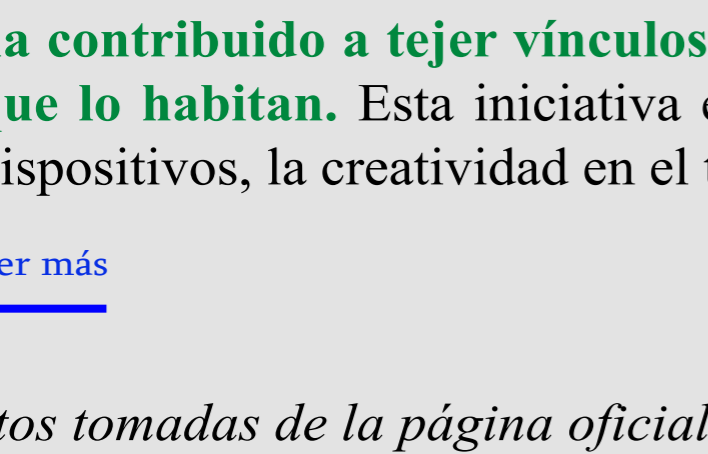 a contribuido a tejer vínculos
que lo habitan. Esta iniciativa
ispositivos, la creatividad en el
er más
tos tomadas de la página oficial